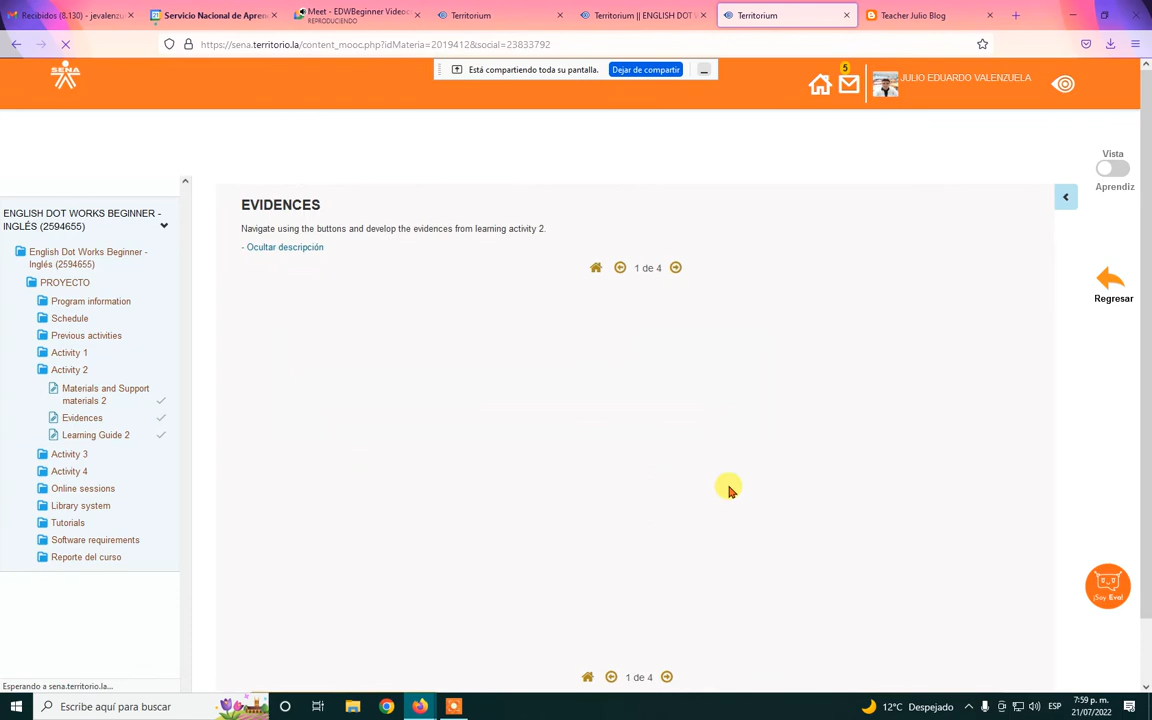 Recibidos (8.130) - jevalenzu
Servicio Nacional de Apren
Meet - EDWBeginner Videoc
REPRODUCIENDO
Territorium
Territorium || ENGLISH DOT V
Territorium
Teacher Julio Blog
https://sena.territorio.la/content_mooc.php?idMateria=2019412&social=23833792
Está compartiendo toda su pantalla.
Dejar de compartir
SENA
5
JULIO EDUARDO VALENZUELA
Vista
Aprendiz
ENGLISH DOT WORKS BEGINNER -
INGLÉS (2594655)
English Dot Works Beginner -
Inglés (2594655)
PROYECTO
Program information
Schedule
Previous activities
Activity 1
Activity 2
Materials and Support
materials 2
Evidences
Learning Guide 2
Activity 3
Activity 4
Online sessions
Library system
Tutorials
Software requirements
Reporte del curso
EVIDENCES
Navigate using the buttons and develop the evidences from learning activity 2.
- Ocultar descripción
1 de 4
Regresar
¡Soy Eva!
1 de 4
Esperando a sena.territorio.la...
Escribe aquí para buscar
12°C Despejado
ESP
7:59 p. m.
21/07/2022